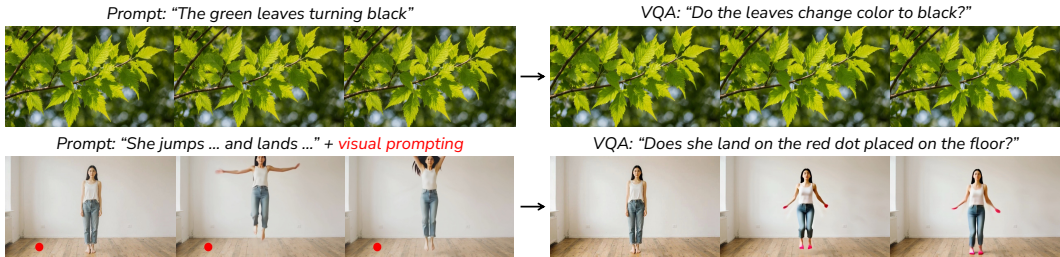 Prompt: “The green leaves turning black”
VQA: “Do the leaves change color to black?”
Prompt: “She jumps ... and lands ...” + visual prompting
VQA: “Does she land on the red dot placed on the floor?”